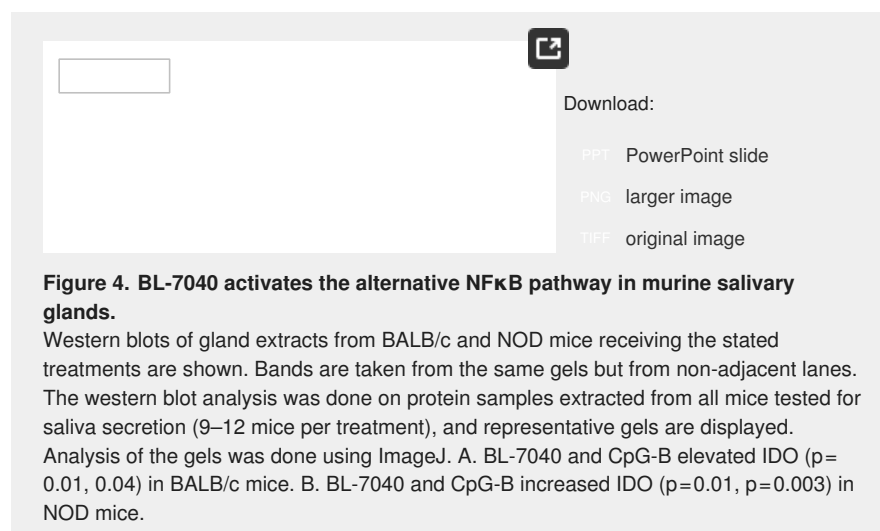 Download:
PPT PowerPoint slide
PNG larger image
TIFF original image
Figure 4. BL-7040 activates the alternative NFκB pathway in murine salivary
glands.
Western blots of gland extracts from BALB/c and NOD mice receiving the stated
treatments are shown. Bands are taken from the same gels but from non-adjacent lanes.
The western blot analysis was done on protein samples extracted from all mice tested for
saliva secretion (9–12 mice per treatment), and representative gels are displayed.
Analysis of the gels was done using ImageJ. A. BL-7040 and CpG-B elevated IDO (p=
0.01, 0.04) in BALB/c mice. B. BL-7040 and CpG-B increased IDO (p=0.01, p=0.003) in
NOD mice.